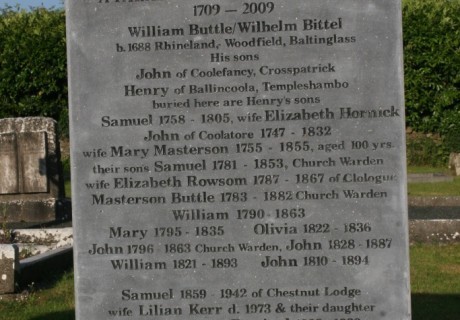 1709 – 2009
William Buttle/Wilhelm Bittel
b. 1688 Rhineland, Woodfield, Baltinglass
His sons
John of Coolefancy, Crosspatrick
Henry of Ballincoola, Templeshambo
buried here are Henry's sons
Samuel 1758 - 1805, wife Elizabeth Hornick
John of Coolatore 1747 - 1832
wife Mary Masterson 1755 - 1855, aged 100 yrs.
their sons Samuel 1781 - 1853, Church Warden
wife Elizabeth Rowsom 1787 - 1867 of Clologue
Masterson Buttle 1783 - 1882 Church Warden
William 1790-1863
Mary 1795 - 1835 Olivia 1822 - 1836
John 1796 - 1863 Church Warden, John 1828 - 1887
William 1821 - 1893 John 1810 - 1894
Samuel 1859 - 1942 of Chestnut Lodge
wife Lilian Kerr d. 1973 & their daughter